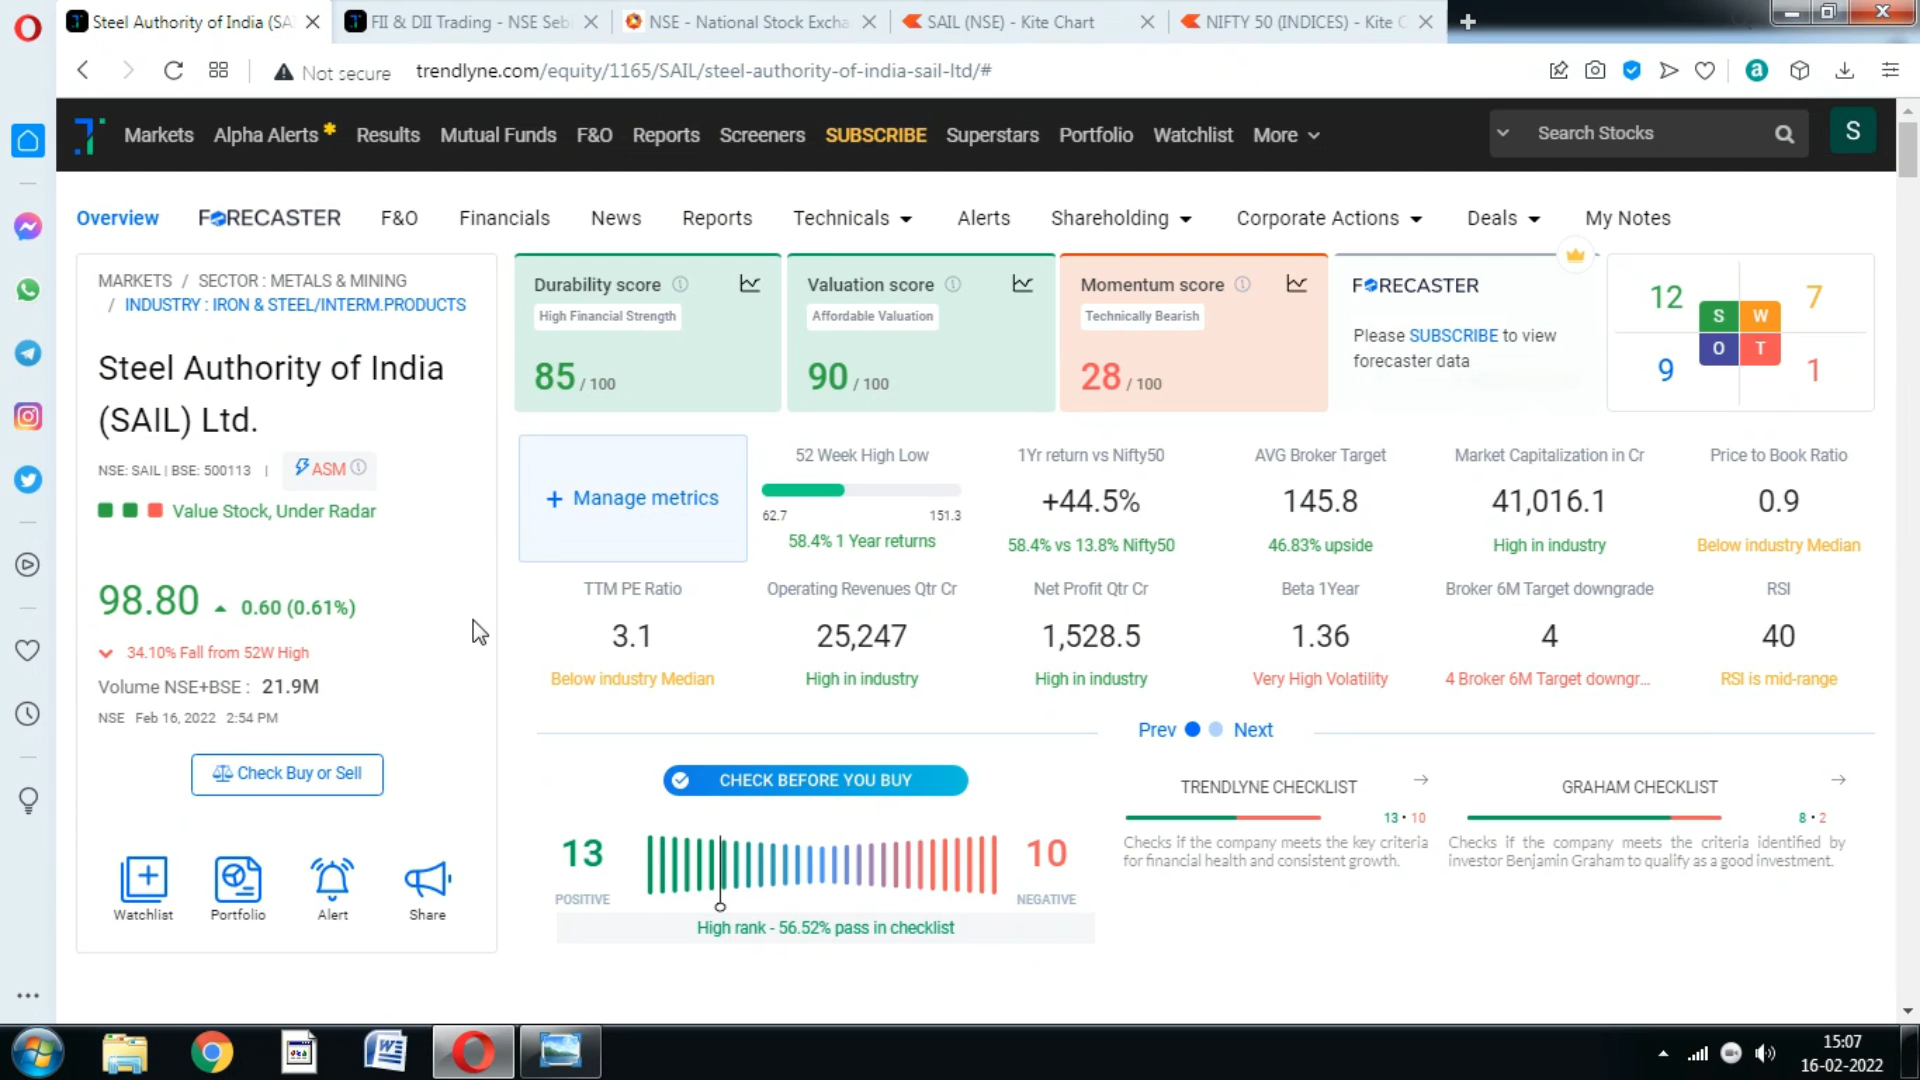 Steel Authority of India (SA
FII & DII Trading - NSE Seb
NSE - National Stock Excha
SAIL (NSE) - Kite Chart
NIFTY 50 (INDICES) - Kite C
Not secure
trendlyne.com/equity/1165/SAIL/steel-authority-of-india-sail-ltd/#
Markets Alpha Alerts Results Mutual Funds F&O Reports Screeners SUBSCRIBE Superstars Portfolio Watchlist More Search Stocks S
Overview FORECASTER F&O Financials News Reports Technicals Alerts Shareholding Corporate Actions Deals My Notes
MARKETS / SECTOR : METALS & MINING
/ INDUSTRY : IRON & STEEL/INTERM.PRODUCTS
Steel Authority of India
(SAIL) Ltd.
NSE: SAIL | BSE: 500113 | ASM
Value Stock, Under Radar
98.80 0.60 (0.61%)
34.10% Fall from 52W High
Volume NSE+BSE : 21.9M
NSE Feb 16, 2022 2:54 PM
Check Buy or Sell
Watchlist Portfolio Alert Share
Durability score
High Financial Strength
85 / 100
Valuation score
Affordable Valuation
90 / 100
Momentum score
Technically Bearish
28 / 100
FORECASTER
Please SUBSCRIBE to view
forecaster data
12 7
S W
O T
9 1
+ Manage metrics
52 Week High Low
62.7 151.3
58.4% 1 Year returns
1Yr return vs Nifty50
+44.5%
58.4% vs 13.8% Nifty50
AVG Broker Target
145.8
46.83% upside
Market Capitalization in Cr
41,016.1
High in industry
Price to Book Ratio
0.9
Below industry Median
TTM PE Ratio
3.1
Below industry Median
Operating Revenues Qtr Cr
25,247
High in industry
Net Profit Qtr Cr
1,528.5
High in industry
Beta 1Year
1.36
Very High Volatility
Broker 6M Target downgrade
4
4 Broker 6M Target downgr...
RSI
40
RSI is mid-range
Prev Next
CHECK BEFORE YOU BUY
13
POSITIVE
10
NEGATIVE
High rank - 56.52% pass in checklist
TRENDLYNE CHECKLIST
13 • 10
Checks if the company meets the key criteria
for financial health and consistent growth.
GRAHAM CHECKLIST
8 • 2
Checks if the company meets the criteria identified by
investor Benjamin Graham to qualify as a good investment.
15:07
16-02-2022